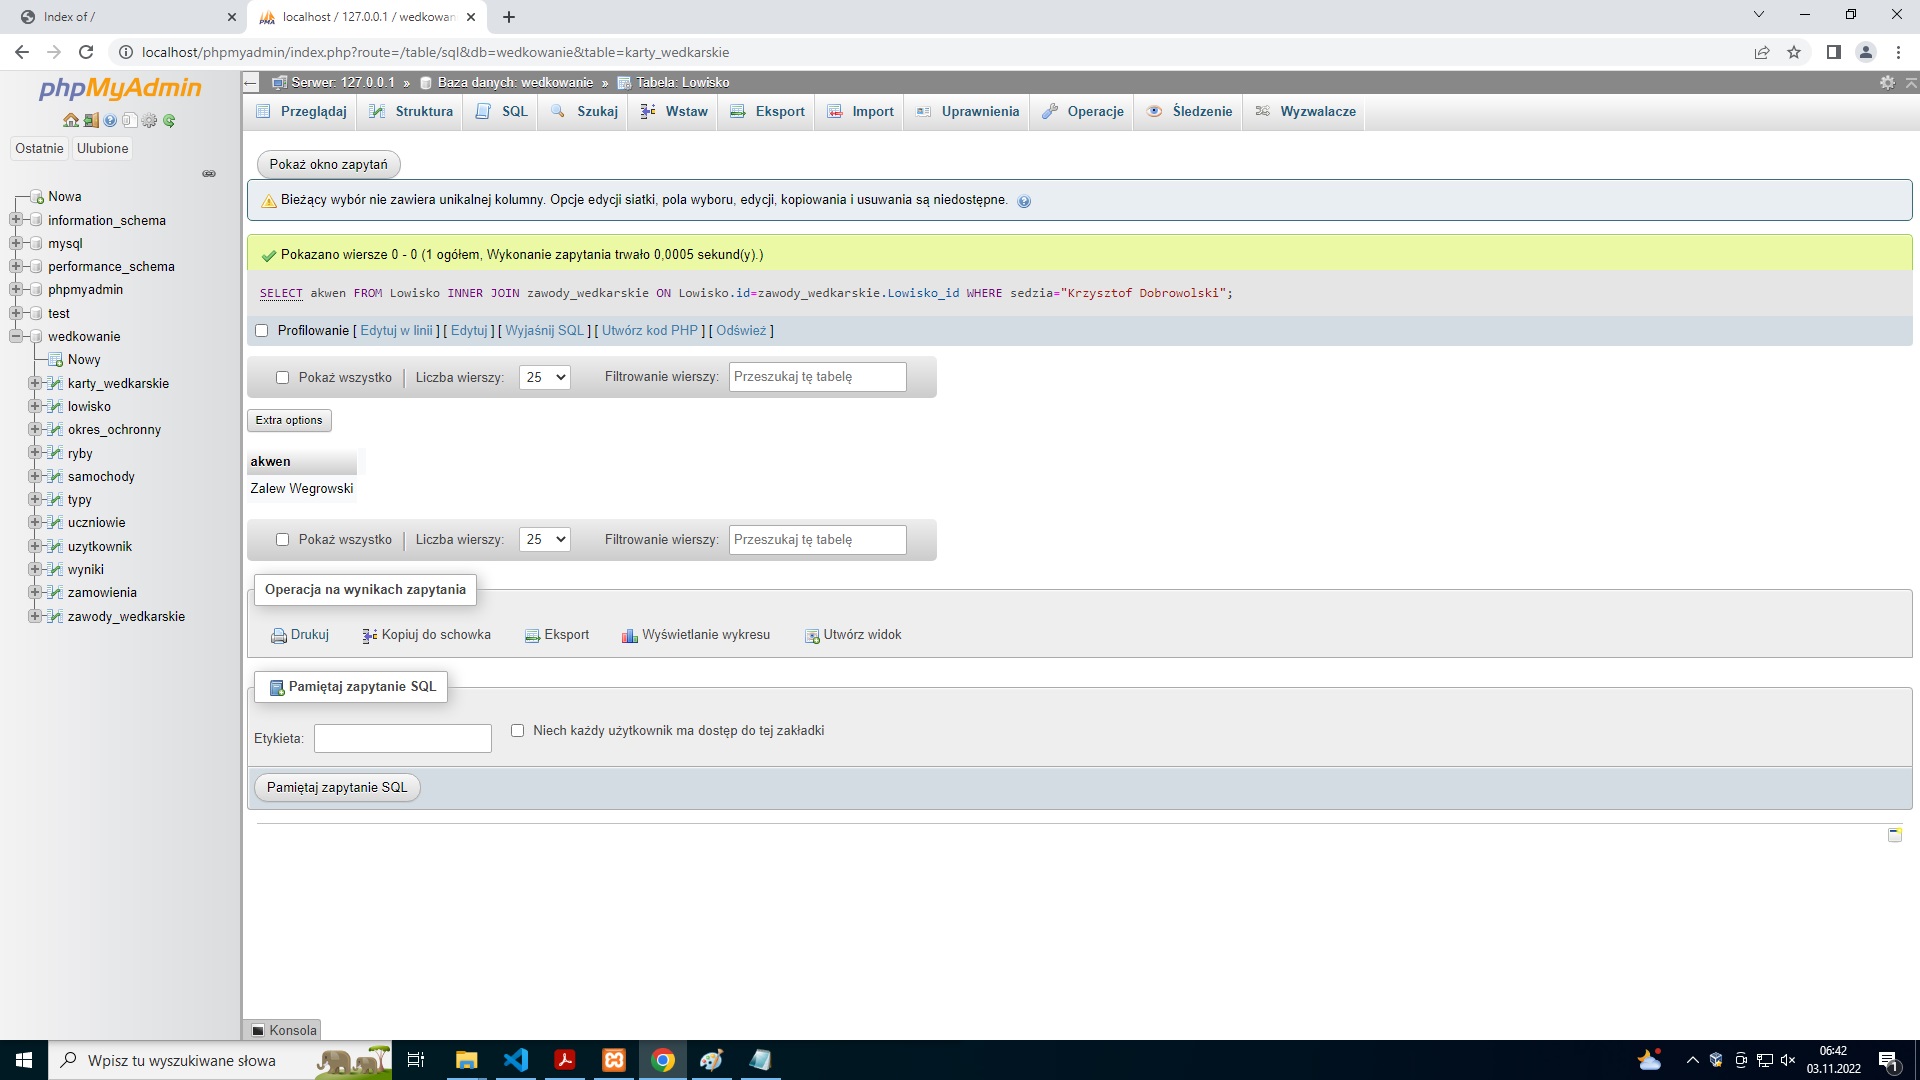 Index of /
localhost / 127.0.0.1 / wedkowan
localhost/phpmyadmin/index.php?route=/table/sql&db=wedkowanie&table=karty_wedkarskie
phpMyAdmin
Ostatnie
Ulubione
Nowa
information_schema
mysql
performance_schema
phpmyadmin
test
wedkowanie
Nowy
karty_wedkarskie
lowisko
okres_ochronny
ryby
samochody
typy
uczniowie
uzytkownik
wyniki
zamowienia
zawody_wedkarskie
Serwer: 127.0.0.1 » Baza danych: wedkowanie » Tabela: Lowisko
Przeglądaj Struktura SQL Szukaj Wstaw Eksport Import Uprawnienia Operacje Śledzenie Wyzwalacze
Pokaż okno zapytań
Bieżący wybór nie zawiera unikalnej kolumny. Opcje edycji siatki, pola wyboru, edycji, kopiowania i usuwania są niedostępne.
Pokazano wiersze 0 - 0 (1 ogółem, Wykonanie zapytania trwało 0,0005 sekund(y).)
SELECT akwen FROM Lowisko INNER JOIN zawody_wedkarskie ON Lowisko.id=zawody_wedkarskie.Lowisko_id WHERE sedzia="Krzysztof Dobrowolski";
Profilowanie [ Edytuj w linii ] [ Edytuj ] [ Wyjaśnij SQL ] [ Utwórz kod PHP ] [ Odśwież ]
Pokaż wszystko | Liczba wierszy: 25 Filtrowanie wierszy: Przeszukaj tę tabelę
Extra options
akwen
Zalew Wegrowski
Pokaż wszystko | Liczba wierszy: 25 Filtrowanie wierszy: Przeszukaj tę tabelę
Operacja na wynikach zapytania
Drukuj Kopiuj do schowka Eksport Wyświetlanie wykresu Utwórz widok
Pamiętaj zapytanie SQL
Etykieta: Niech każdy użytkownik ma dostęp do tej zakładki
Pamiętaj zapytanie SQL
Konsola
Wpisz tu wyszukiwane słowa
06:42
03.11.2022
1